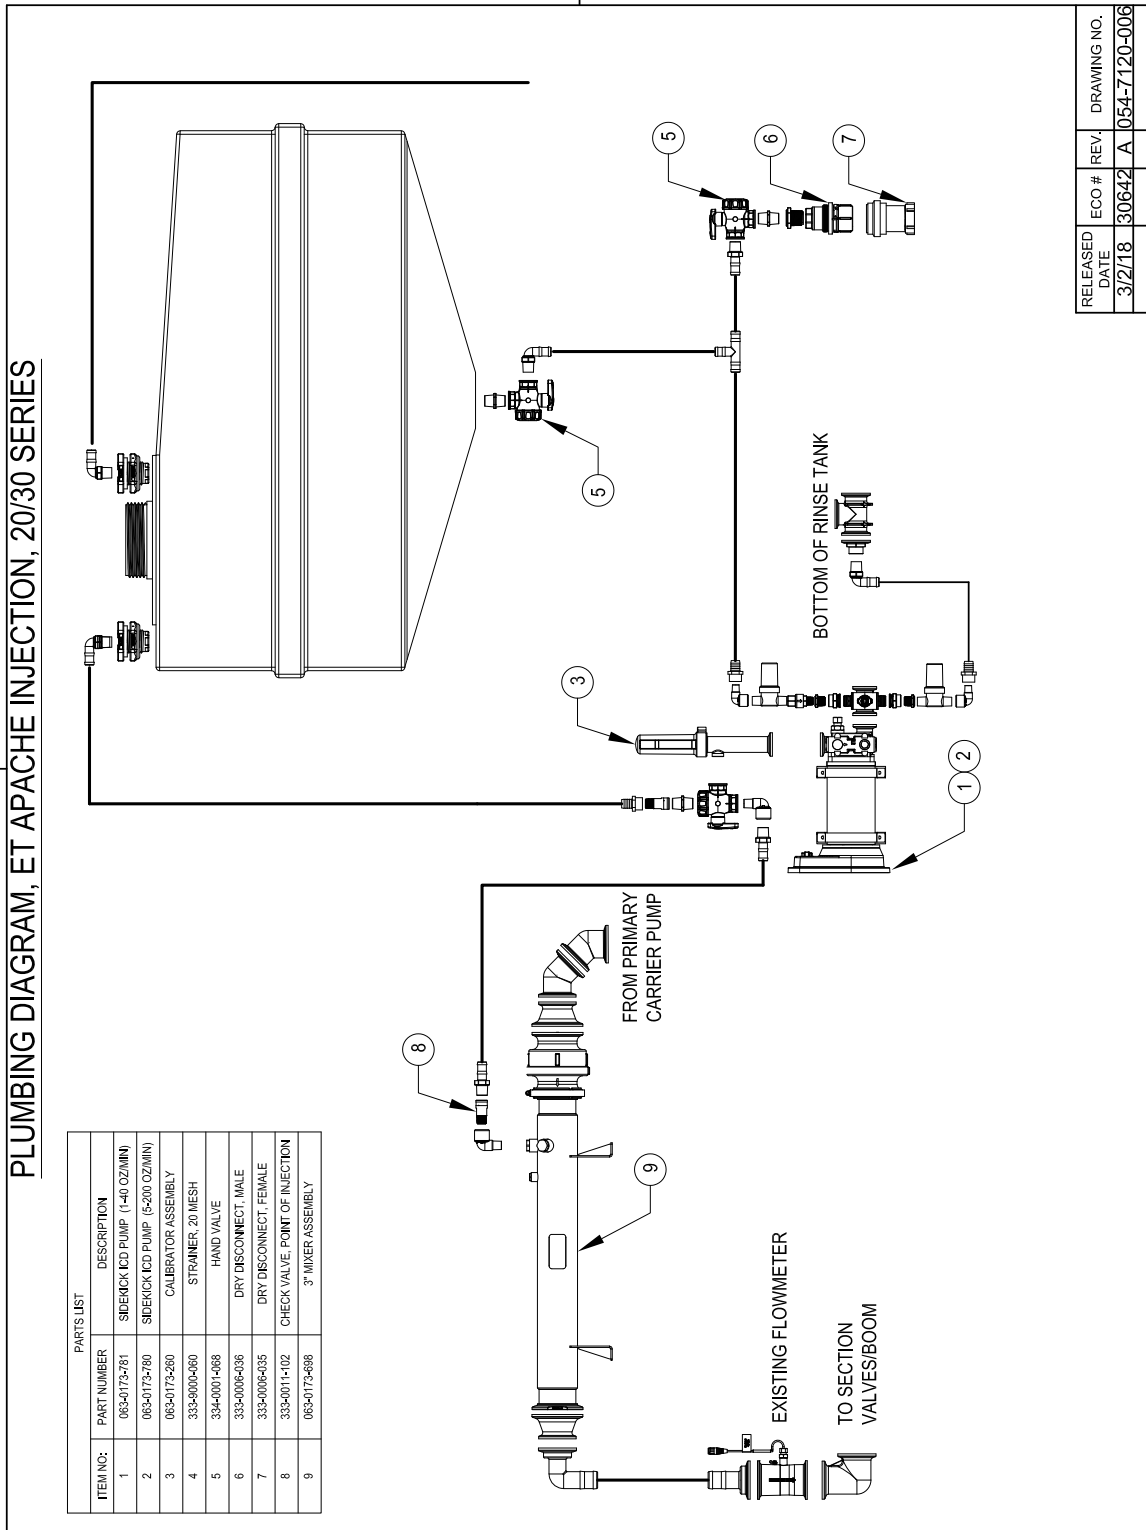 PLUMBING DIAGRAM, ET APACHE INJECTION, 20/30 SERIES
PARTS LIST
ITEM NO: PART NUMBER DESCRIPTION
1 063-0173-781 SIDEKICK ICD PUMP (1-40 OZ/MIN)
2 063-0173-780 SIDEKICK ICD PUMP (5-200 OZ/MIN)
3 063-0173-260 CALIBRATOR ASSEMBLY
4 333-9000-060 STRAINER, 20 MESH
5 334-0001-068 HAND VALVE
6 333-0006-036 DRY DISCONNECT, MALE
7 333-0006-035 DRY DISCONNECT, FEMALE
8 333-0011-102 CHECK VALVE, POINT OF INJECTION
9 063-0173-698 3" MIXER ASSEMBLY
8
5
5
6
7
3
9
FROM PRIMARY
CARRIER PUMP
BOTTOM OF RINSE TANK
1
2
EXISTING FLOWMETER
TO SECTION
VALVES/BOOM
RELEASED
DATE
ECO # REV. DRAWING NO.
3/2/18 30642 A 054-7120-006